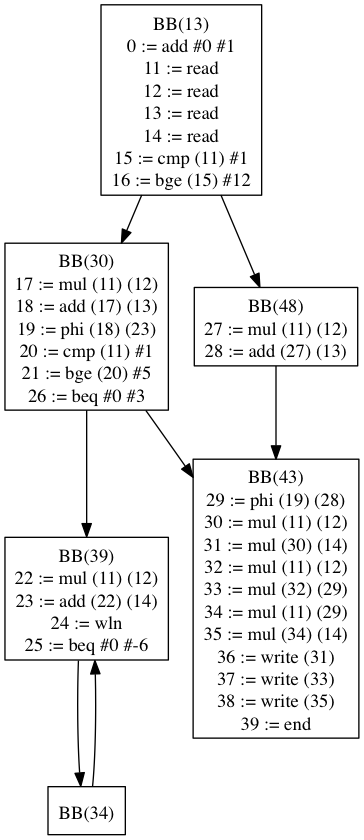 BB(13)
0 := add #0 #1
11 := read
12 := read
13 := read
14 := read
15 := cmp (11) #1
16 := bge (15) #12
BB(30)
17 := mul (11) (12)
18 := add (17) (13)
19 := phi (18) (23)
20 := cmp (11) #1
21 := bge (20) #5
26 := beq #0 #3
BB(48)
27 := mul (11) (12)
28 := add (27) (13)
BB(39)
22 := mul (11) (12)
23 := add (22) (14)
24 := wln
25 := beq #0 #-6
BB(43)
29 := phi (19) (28)
30 := mul (11) (12)
31 := mul (30) (14)
32 := mul (11) (12)
33 := mul (32) (29)
34 := mul (11) (29)
35 := mul (34) (14)
36 := write (31)
37 := write (33)
38 := write (35)
39 := end
BB(34)